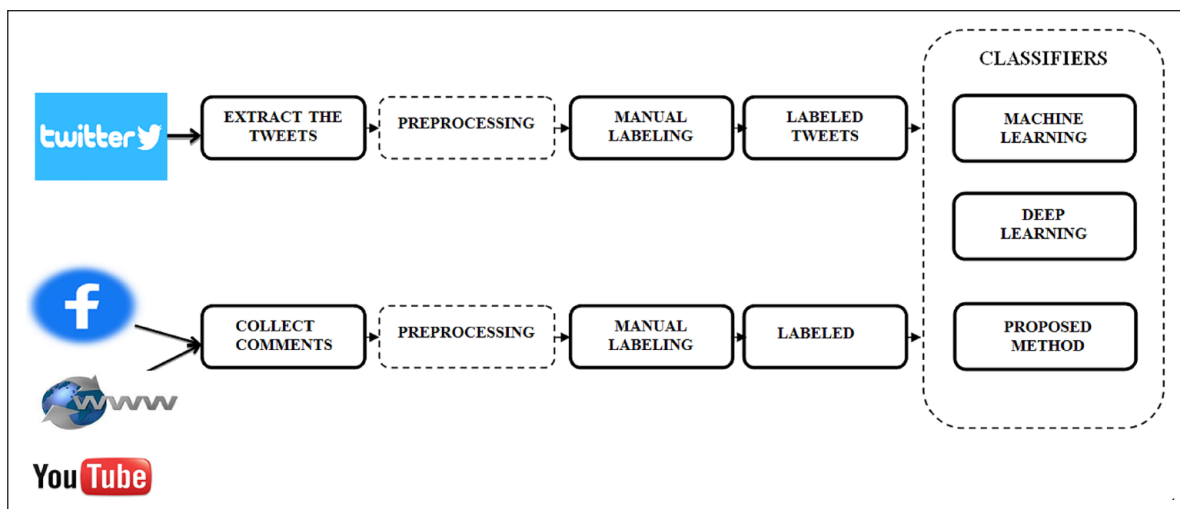 CLASSIFIERS
twitter
EXTRACT THE
TWEETS
PREPROCESSING
MANUAL
LABELING
LABELED
TWEETS
MACHINE
LEARNING
DEEP
LEARNING
f
COLLECT
COMMENTS
PREPROCESSING
MANUAL
LABELING
LABELED
PROPOSED
METHOD
WWW
YouTube